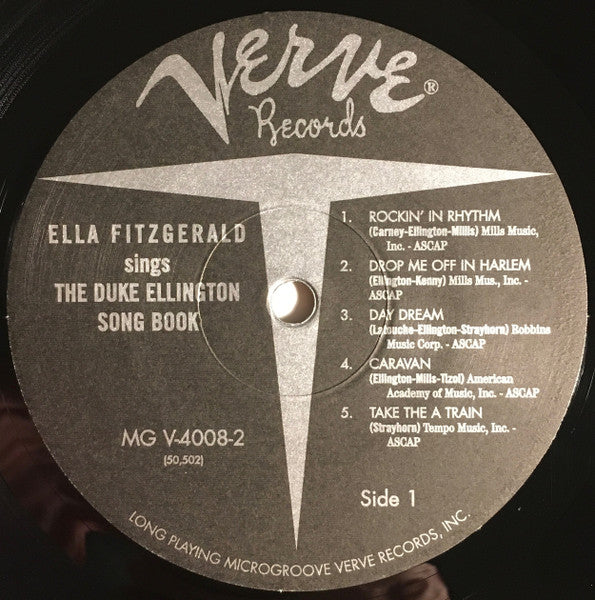 Verve®
Records
ELLA FITZGERALD
sings
THE DUKE ELLINGTON
SONG BOOK
MG V-4008-2
(50,502)
1. ROCKIN' IN RHYTHM
(Carney-Ellington-Mills) Mills Music,
Inc. - ASCAP
2. DROP ME OFF IN HARLEM
(Ellington-Kenny) Mills Mus., Inc. -
ASCAP
3. DAY DREAM
(Latouche-Ellington-Strayhorn) Robbins
Music Corp. - ASCAP
4. CARAVAN
(Ellington-Mills-Tizol) American
Academy of Music, Inc. - ASCAP
5. TAKE THE A TRAIN
(Strayhorn) Tempo Music, Inc. -
ASCAP
Side 1
LONG PLAYING MICROGROOVE VERVE RECORDS, INC.